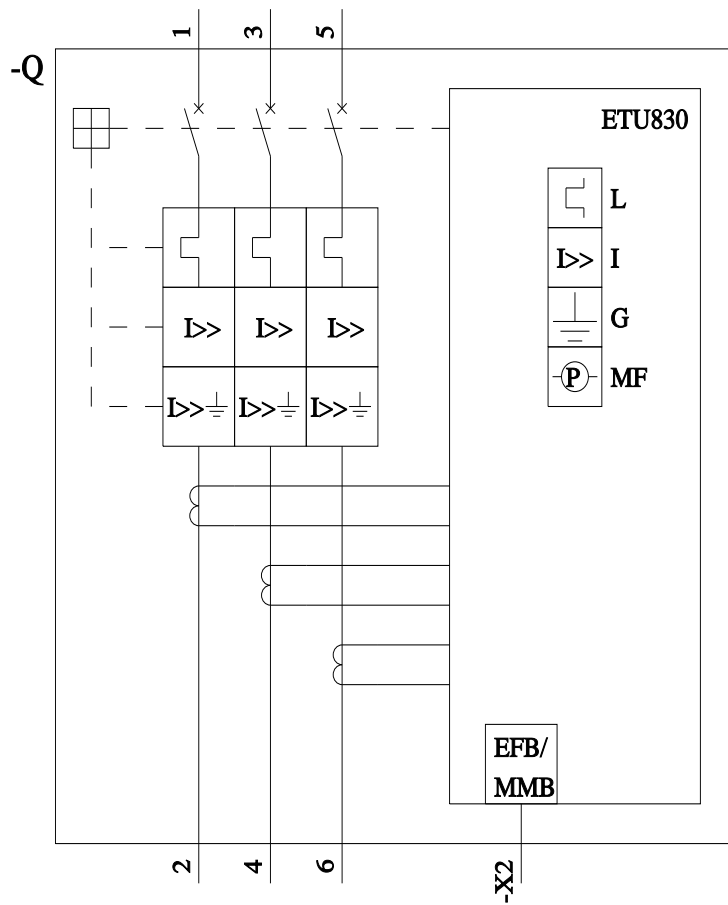 1 3 5
-Q
ETU830
L
I>> I
G
I>> I>> I>>
P MF
I>> I>> I>>
EFB/
MMB
2 4 6 -X2